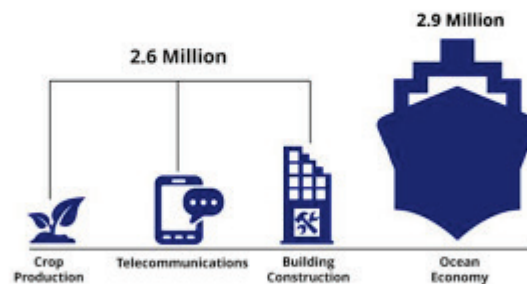 2.9 Million
2.6 Million
Crop
Production
Telecommunications
Building
Construction
Ocean
Economy